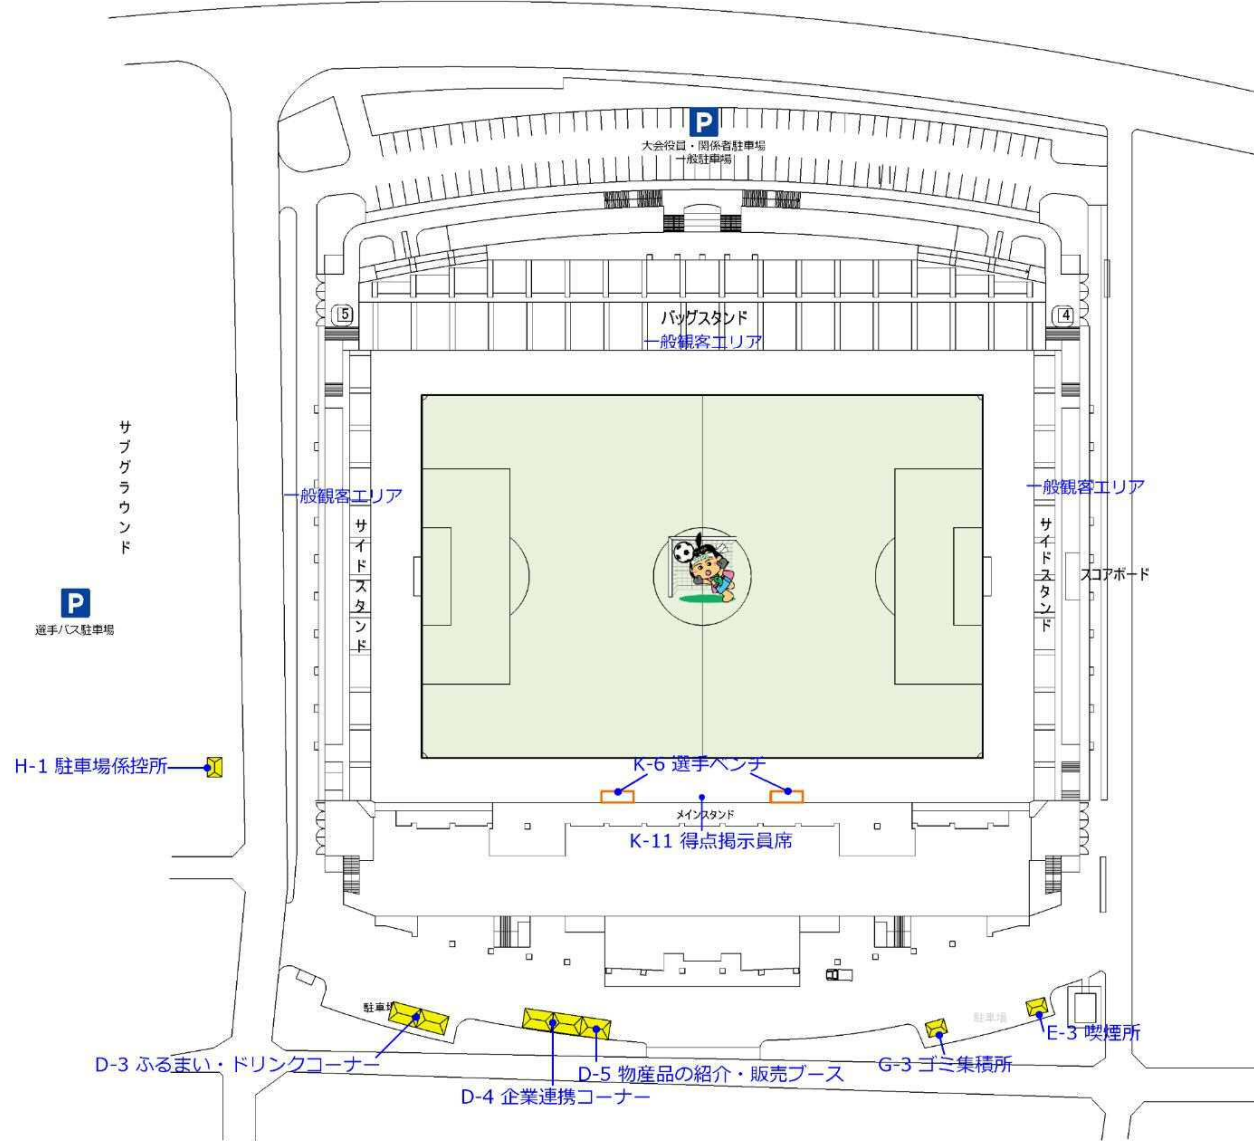 P
大会役員・関係者駐車場
一般駐車場
5
バッグスタンド
4
一般観客エリア
サブグラウンド
一般観客エリア
一般観客エリア
サイドスタンド
サイドスタンド
スコアボード
P
選手バス駐車場
H-1 駐車場係控所
K-6 選手ベンチ
メインスタンド
K-11 得点掲示員席
駐車場
駐車場
E-3 喫煙所
D-3 ふるまい・ドリンクコーナー
G-3 ゴミ集積所
D-5 物産品の紹介・販売ブース
D-4 企業連携コーナー